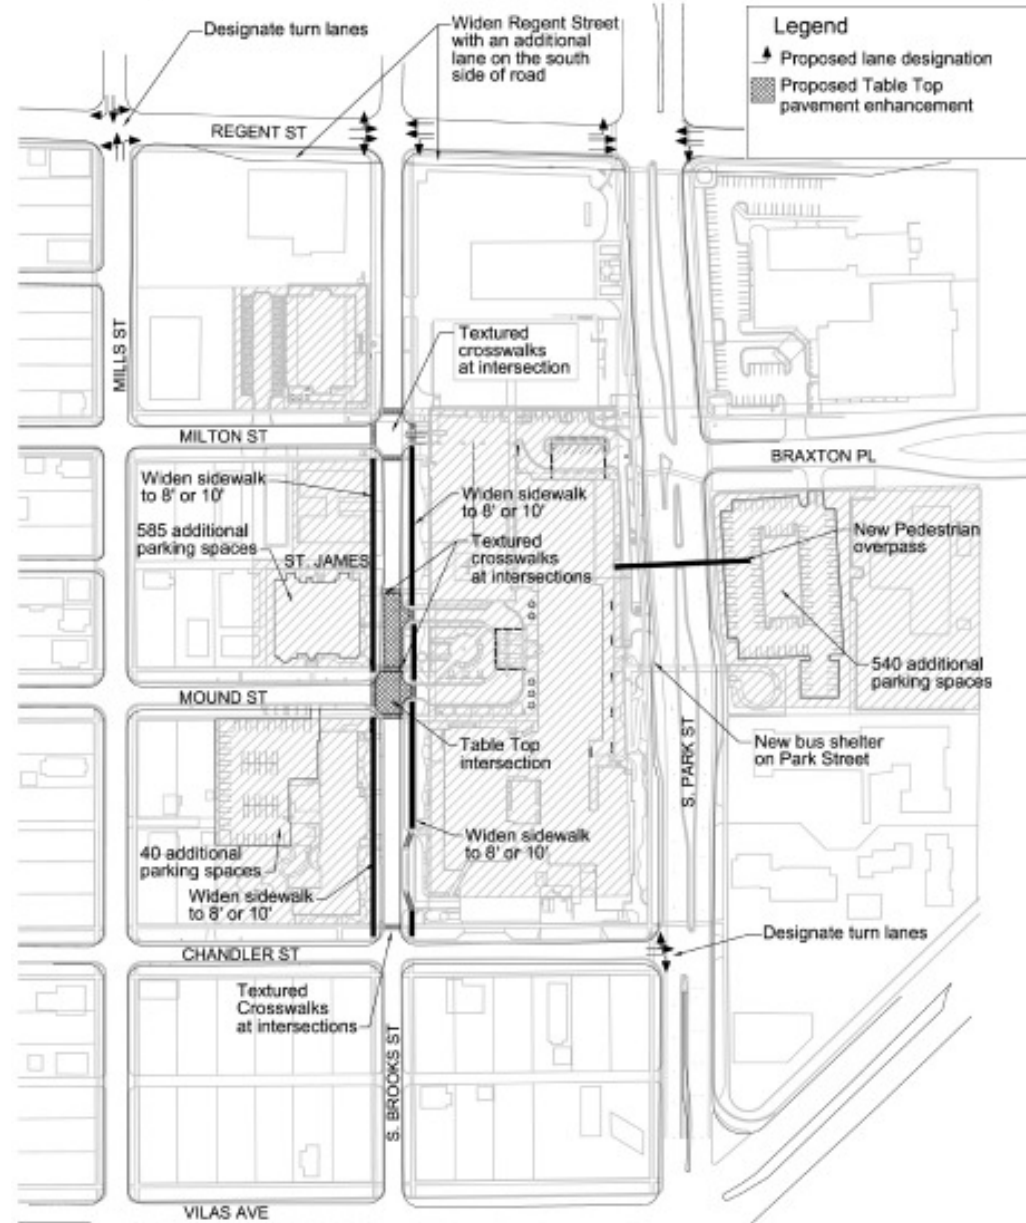 Designate turn lanes
Widen Regent Street
with an additional
lane on the south
side of road
Legend
Proposed lane designation
Proposed Table Top
pavement enhancement
REGENT ST
MILLS ST
Textured
crosswalks
at intersection
MILTON ST
BRAXTON PL
Widen sidewalk
to 8' or 10'
Widen sidewalk
to 8' or 10'
585 additional
parking spaces
ST. JAMES
Textured
crosswalks
at intersections
New Pedestrian
overpass
540 additional
parking spaces
MOUND ST
Table Top
intersection
New bus shelter
on Park Street
S. PARK ST
40 additional
parking spaces
Widen sidewalk
to 8' or 10'
Widen sidewalk
to 8' or 10'
Designate turn lanes
CHANDLER ST
Textured
Crosswalks
at intersections
S. BROOKS ST
VILAS AVE